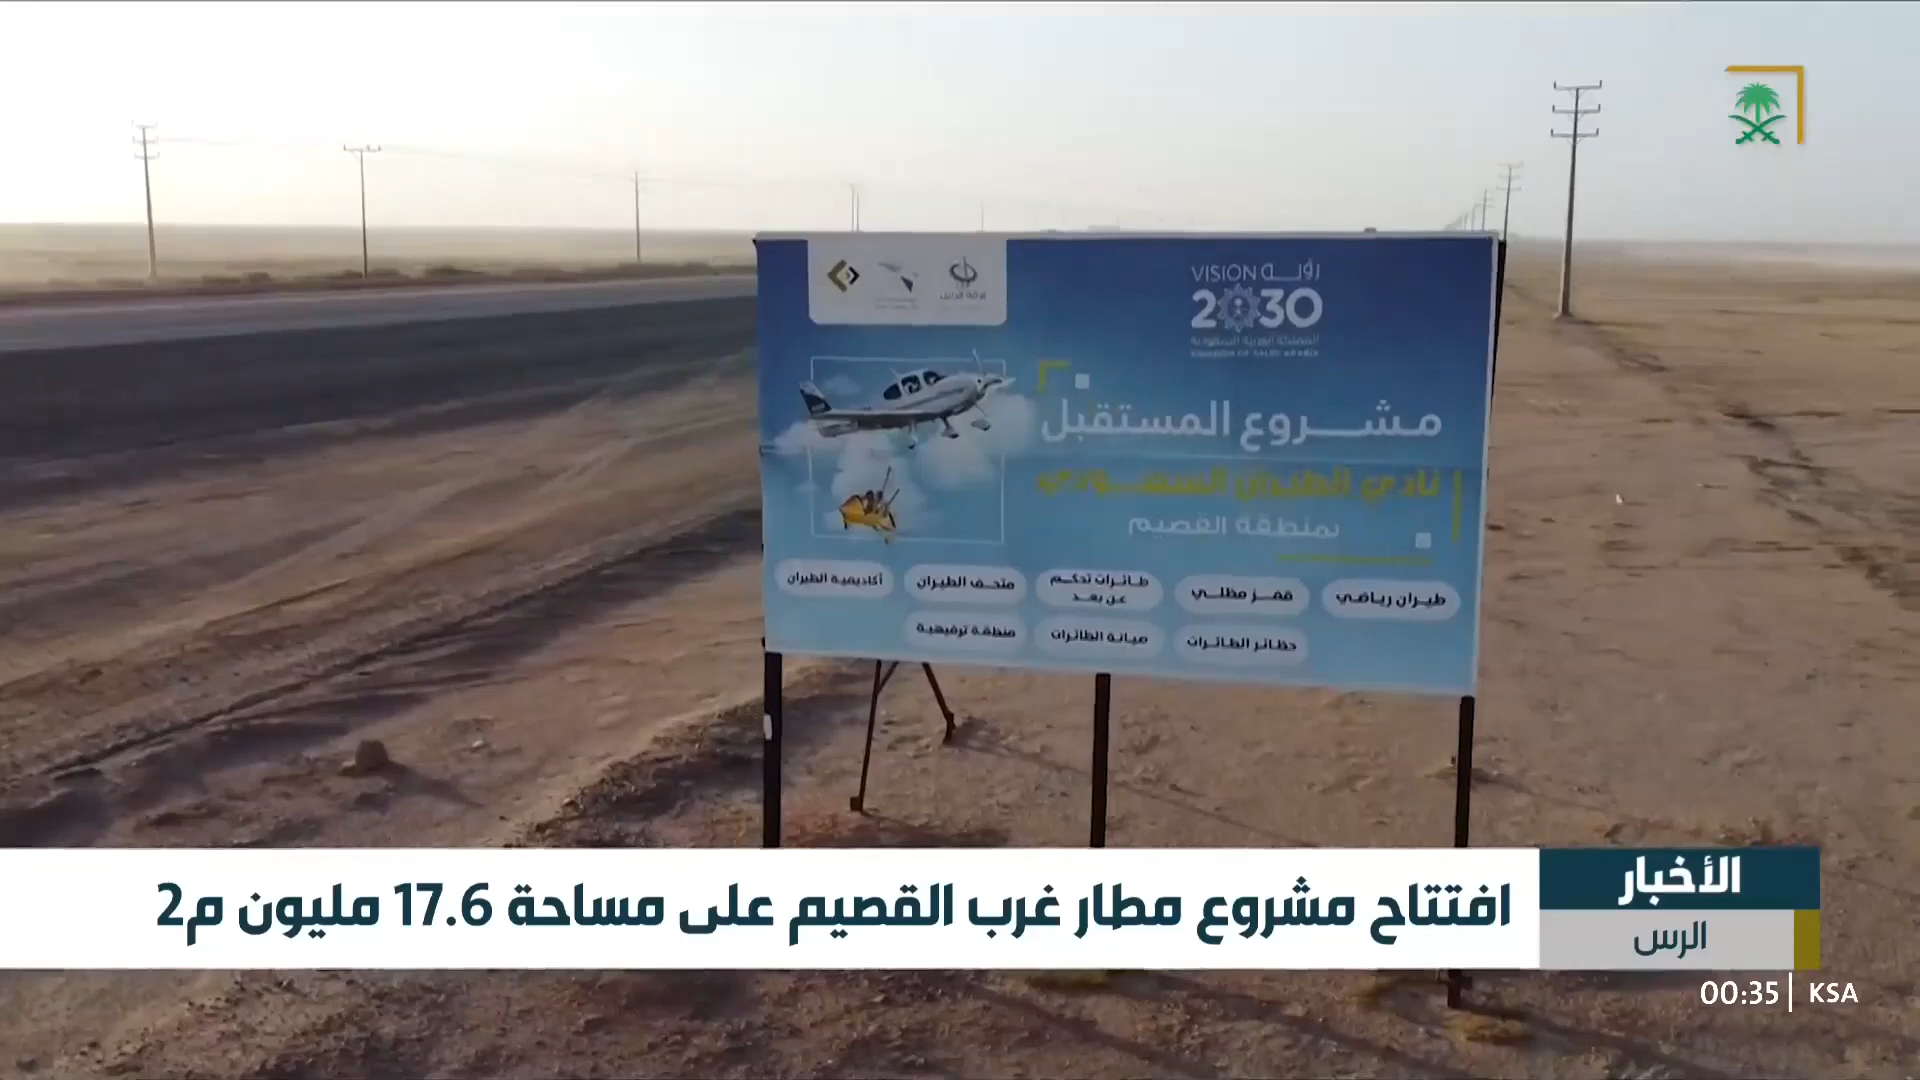 VISION رؤية
2030
المملكة العربية السعودية
KINGDOM OF SAUDI ARABIA
مشروع المستقبل
نادي الطيران السعودي
بمنطقة القصيم
طيران رياضي
قفز مظلي
طائرات تحكم
عن بعد
متحف الطيران
أكاديمية الطيران
حظائر الطائرات
صيانة الطائرات
منطقة ترفيهية
الأخبار
الرس
افتتاح مشروع مطار غرب القصيم على مساحة 17.6 مليون م2
00:35 | KSA